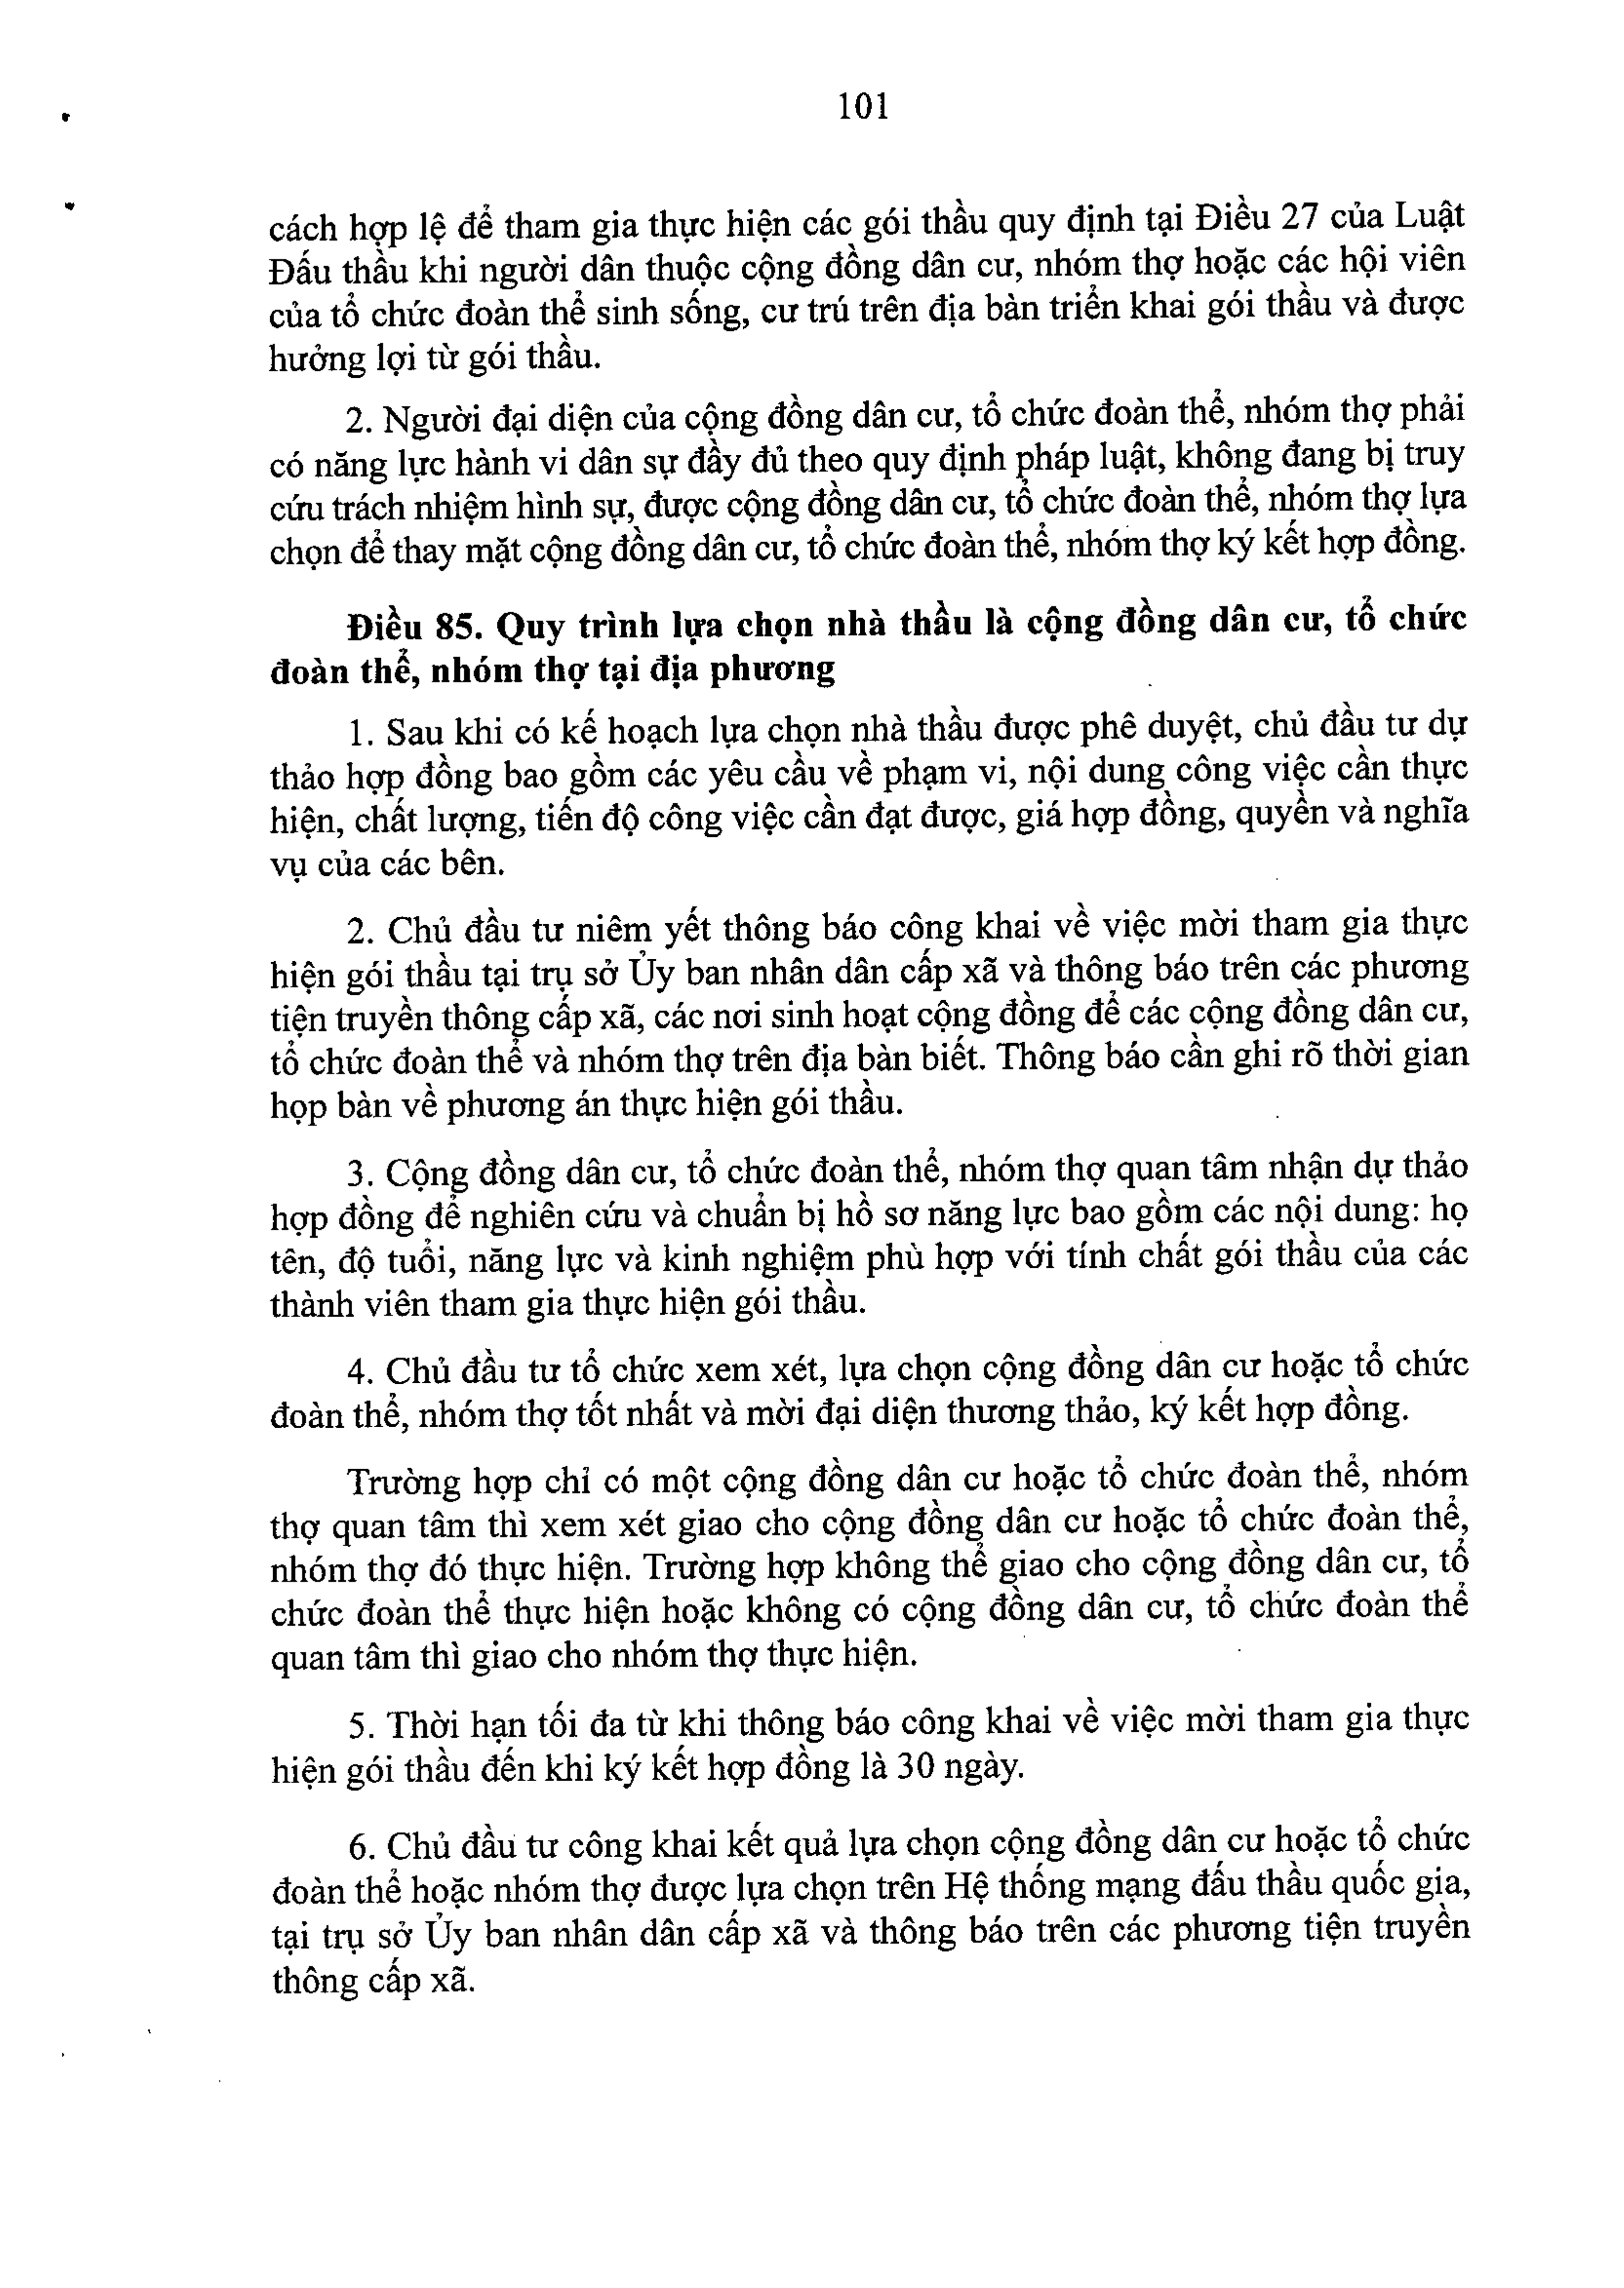 101
cách hợp lệ để tham gia thực hiện các gói thầu quy định tại Điều 27 của Luật
Đấu thầu khi người dân thuộc cộng đồng dân cư, nhóm thợ hoặc các hội viên
của tổ chức đoàn thể sinh sống, cư trú trên địa bàn triển khai gói thầu và được
hưởng lợi từ gói thầu.
2. Người đại diện của cộng đồng dân cư, tổ chức đoàn thể, nhóm thợ phải
có năng lực hành vi dân sự đầy đủ theo quy định pháp luật, không đang bị truy
cứu trách nhiệm hình sự, được cộng đồng dân cư, tổ chức đoàn thể, nhóm thợ lựa
chọn để thay mặt cộng đồng dân cư, tổ chức đoàn thể, nhóm thợ ký kết hợp đồng.
Điều 85. Quy trình lựa chọn nhà thầu là cộng đồng dân cư, tổ chức
đoàn thể, nhóm thợ tại địa phương
1. Sau khi có kế hoạch lựa chọn nhà thầu được phê duyệt, chủ đầu tư dự
thảo hợp đồng bao gồm các yêu cầu về phạm vi, nội dung công việc cần thực
hiện, chất lượng, tiến độ công việc cần đạt được, giá hợp đồng, quyền và nghĩa
vụ của các bên.
2. Chủ đầu tư niêm yết thông báo công khai về việc mời tham gia thực
hiện gói thầu tại trụ sở Ủy ban nhân dân cấp xã và thông báo trên các phương
tiện truyền thông cấp xã, các nơi sinh hoạt cộng đồng để các cộng đồng dân cư,
tổ chức đoàn thể và nhóm thợ trên địa bàn biết. Thông báo cần ghi rõ thời gian
họp bàn về phương án thực hiện gói thầu.
3. Cộng đồng dân cư, tổ chức đoàn thể, nhóm thợ quan tâm nhận dự thảo
hợp đồng để nghiên cứu và chuẩn bị hồ sơ năng lực bao gồm các nội dung: họ
tên, độ tuổi, năng lực và kinh nghiệm phù hợp với tính chất gói thầu của các
thành viên tham gia thực hiện gói thầu.
4. Chủ đầu tư tổ chức xem xét, lựa chọn cộng đồng dân cư hoặc tổ chức
đoàn thể, nhóm thợ tốt nhất và mời đại diện thương thảo, ký kết hợp đồng.
Trường hợp chỉ có một cộng đồng dân cư hoặc tổ chức đoàn thể, nhóm
thợ quan tâm thì xem xét giao cho cộng đồng dân cư hoặc tổ chức đoàn thể,
nhóm thợ đó thực hiện. Trường hợp không thể giao cho cộng đồng dân cư, tổ
chức đoàn thể thực hiện hoặc không có cộng đồng dân cư, tổ chức đoàn thể
quan tâm thì giao cho nhóm thợ thực hiện.
5. Thời hạn tối đa từ khi thông báo công khai về việc mời tham gia thực
hiện gói thầu đến khi ký kết hợp đồng là 30 ngày.
6. Chủ đầu tư công khai kết quả lựa chọn cộng đồng dân cư hoặc tổ chức
đoàn thể hoặc nhóm thợ được lựa chọn trên Hệ thống mạng đấu thầu quốc gia,
tại trụ sở Ủy ban nhân dân cấp xã và thông báo trên các phương tiện truyền
thông cấp xã.